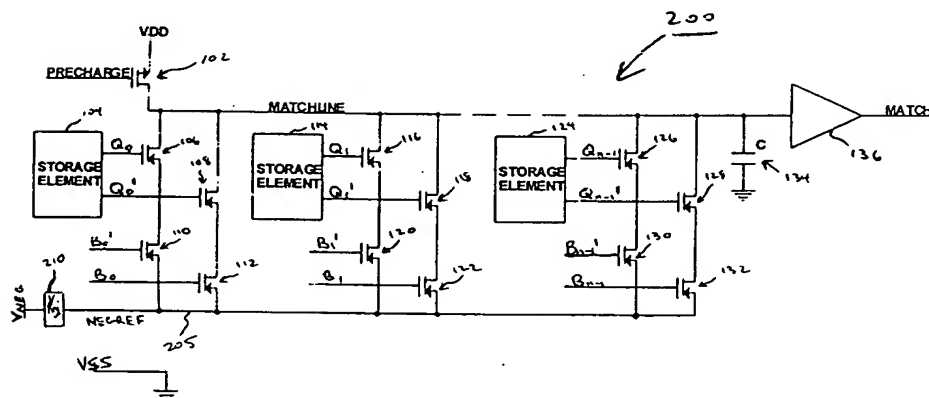 200
VDD
102
PRECHARGE
MATCHLINE
MATCH
136
104
STORAGE ELEMENT
Q₀
106
108
Q₀'
B₀'
110
B₀
112
114
STORAGE ELEMENT
Q₁
116
Q₁'
118
B₁'
120
B₁
122
124
STORAGE ELEMENT
Qn-1
126
Qn-1'
128
Bn-1'
130
Bn-1
132
C
134
210
VNEG
NEGREF
205
VSS